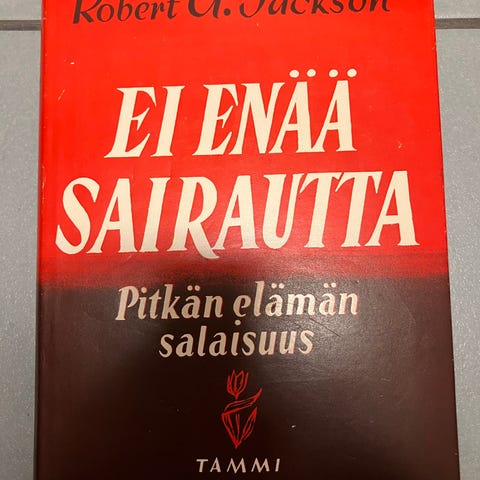 Robert G. Jackson
EI ENÄÄ
SAIRAUTTA
Pitkän elämän
salaisuus
TAMMI